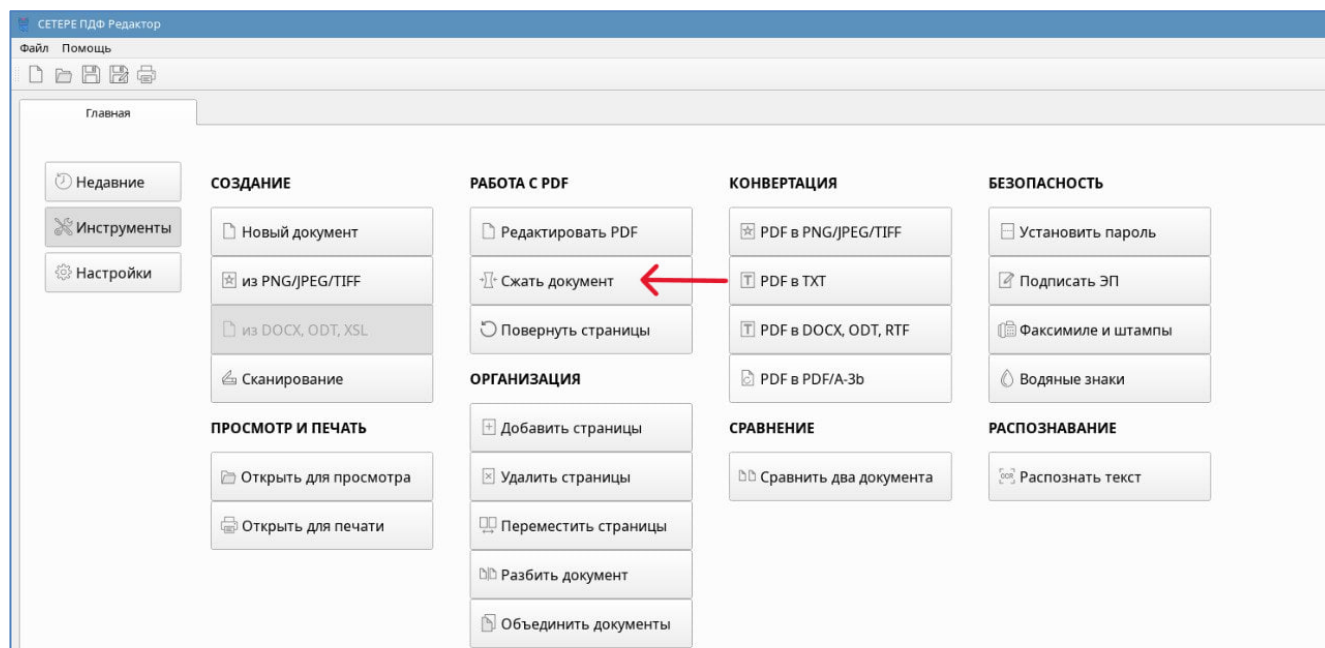 СЕТЕРЕ ПДФ Редактор
Файл Помощь
Главная
Недавние
Инструменты
Настройки
СОЗДАНИЕ
Новый документ
из PNG/JPEG/TIFF
из DOCX, ODT, XSL
Сканирование
ПРОСМОТР И ПЕЧАТЬ
Открыть для просмотра
Открыть для печати
РАБОТА С PDF
Редактировать PDF
Сжать документ
Повернуть страницы
ОРГАНИЗАЦИЯ
Добавить страницы
Удалить страницы
Переместить страницы
Разбить документ
Объединить документы
КОНВЕРТАЦИЯ
PDF в PNG/JPEG/TIFF
PDF в TXT
PDF в DOCX, ODT, RTF
PDF в PDF/A-3b
СРАВНЕНИЕ
Сравнить два документа
БЕЗОПАСНОСТЬ
Установить пароль
Подписать ЭП
Факсимиле и штампы
Водяные знаки
РАСПОЗНАВАНИЕ
Распознать текст